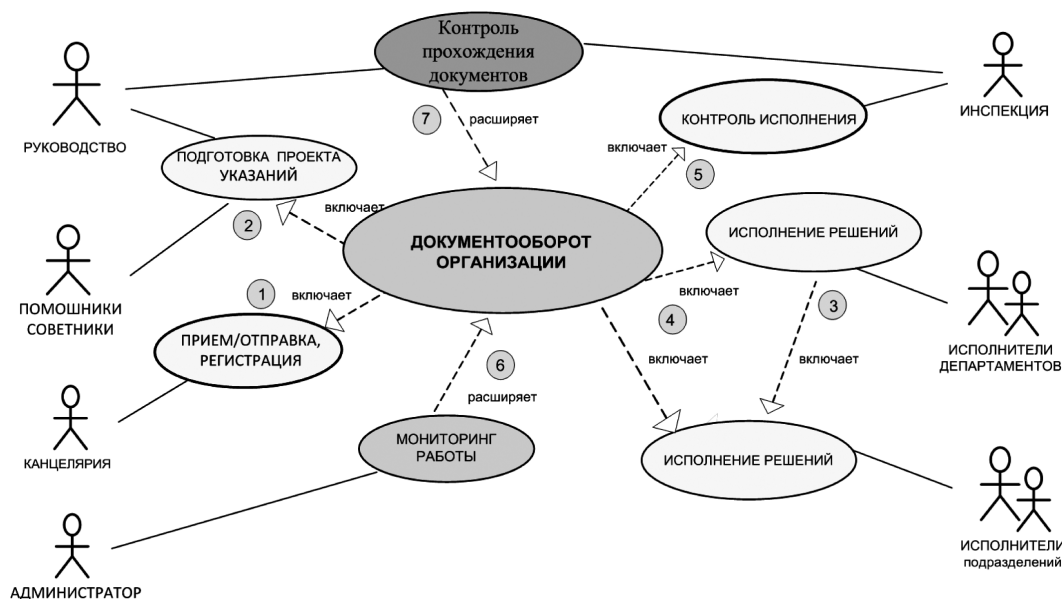 Контроль
прохождения
документов
РУКОВОДСТВО
ИНСПЕКЦИЯ
7
расширяет
КОНТРОЛЬ ИСПОЛНЕНИЯ
включает
5
ПОДГОТОВКА ПРОЕКТА
УКАЗАНИЙ
2
включает
ДОКУМЕНТООБОРОТ
ОРГАНИЗАЦИИ
ИСПОЛНЕНИЕ РЕШЕНИЙ
ПОМОШНИКИ
СОВЕТНИКИ
1
включает
включает
4
3
ПРИЕМ/ОТПРАВКА,
РЕГИСТРАЦИЯ
включает
включает
ИСПОЛНИТЕЛИ
ДЕПАРТАМЕНТОВ
6
расширяет
КАНЦЕЛЯРИЯ
МОНИТОРИНГ
РАБОТЫ
ИСПОЛНЕНИЕ РЕШЕНИЙ
ИСПОЛНИТЕЛИ
подразделений
АДМИНИСТРАТОР